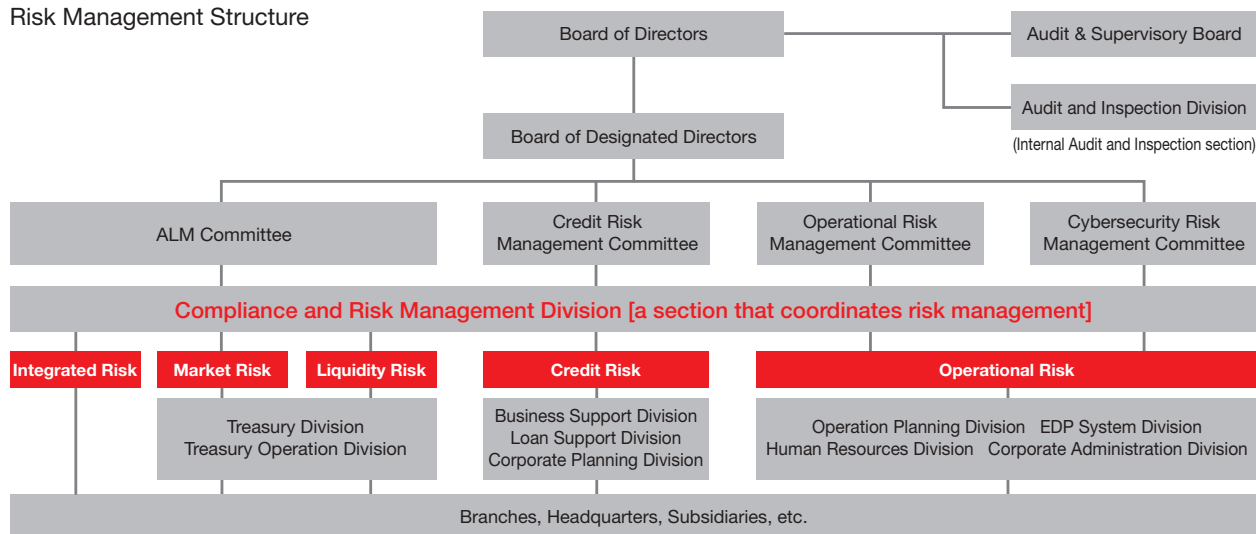 Risk Management Structure
Board of Directors
Audit & Supervisory Board
Audit and Inspection Division
(Internal Audit and Inspection section)
Board of Designated Directors
ALM Committee
Credit Risk
Management Committee
Operational Risk
Management Committee
Cybersecurity Risk
Management Committee
Compliance and Risk Management Division [a section that coordinates risk management]
Integrated Risk
Market Risk
Liquidity Risk
Credit Risk
Operational Risk
Treasury Division
Treasury Operation Division
Business Support Division
Loan Support Division
Corporate Planning Division
Operation Planning Division EDP System Division
Human Resources Division Corporate Administration Division
Branches, Headquarters, Subsidiaries, etc.